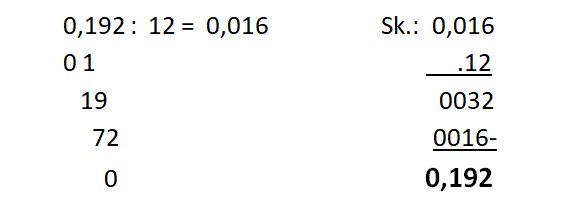 0,192 : 12 = 0,016 Sk.: 0,016
0 1 .12
19 0032
72 0016-
0 0,192